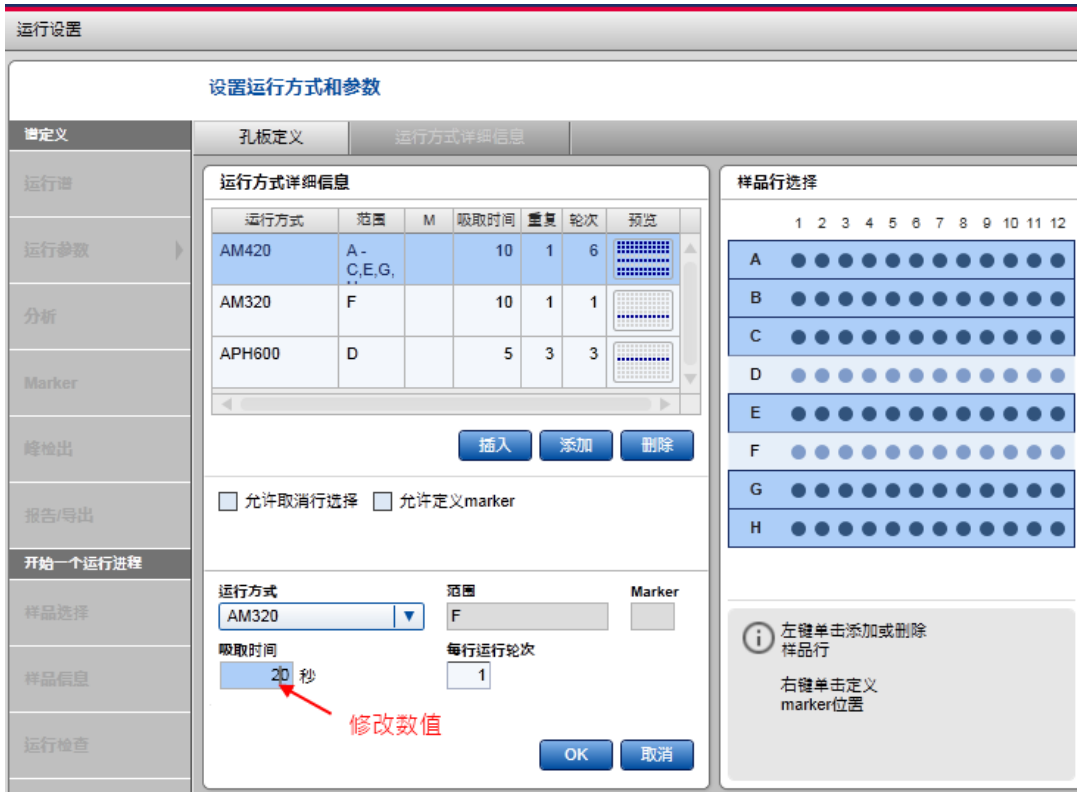 运行设置
设置运行方式和参数
谱定义
孔板定义
运行方式详细信息
运行谱
运行参数
分析
Marker
峰检出
报告/导出
开始一个运行进程
样品选择
样品信息
运行检查
运行方式详细信息
运行方式 范围 M 吸取时间 重复 轮次 预览
AM420 A - 10 1 6
C,E,G,
AM320 F 10 1 1
APH600 D 5 3 3
插入 添加 删除
允许取消行选择 允许定义marker
运行方式 范围 Marker
AM320 F
吸取时间 每行运行轮次
20 秒 1
修改数值
OK 取消
样品行选择
1 2 3 4 5 6 7 8 9 10 11 12
A
B
C
D
E
F
G
H
左键单击添加或删除
样品行
右键单击定义
marker位置